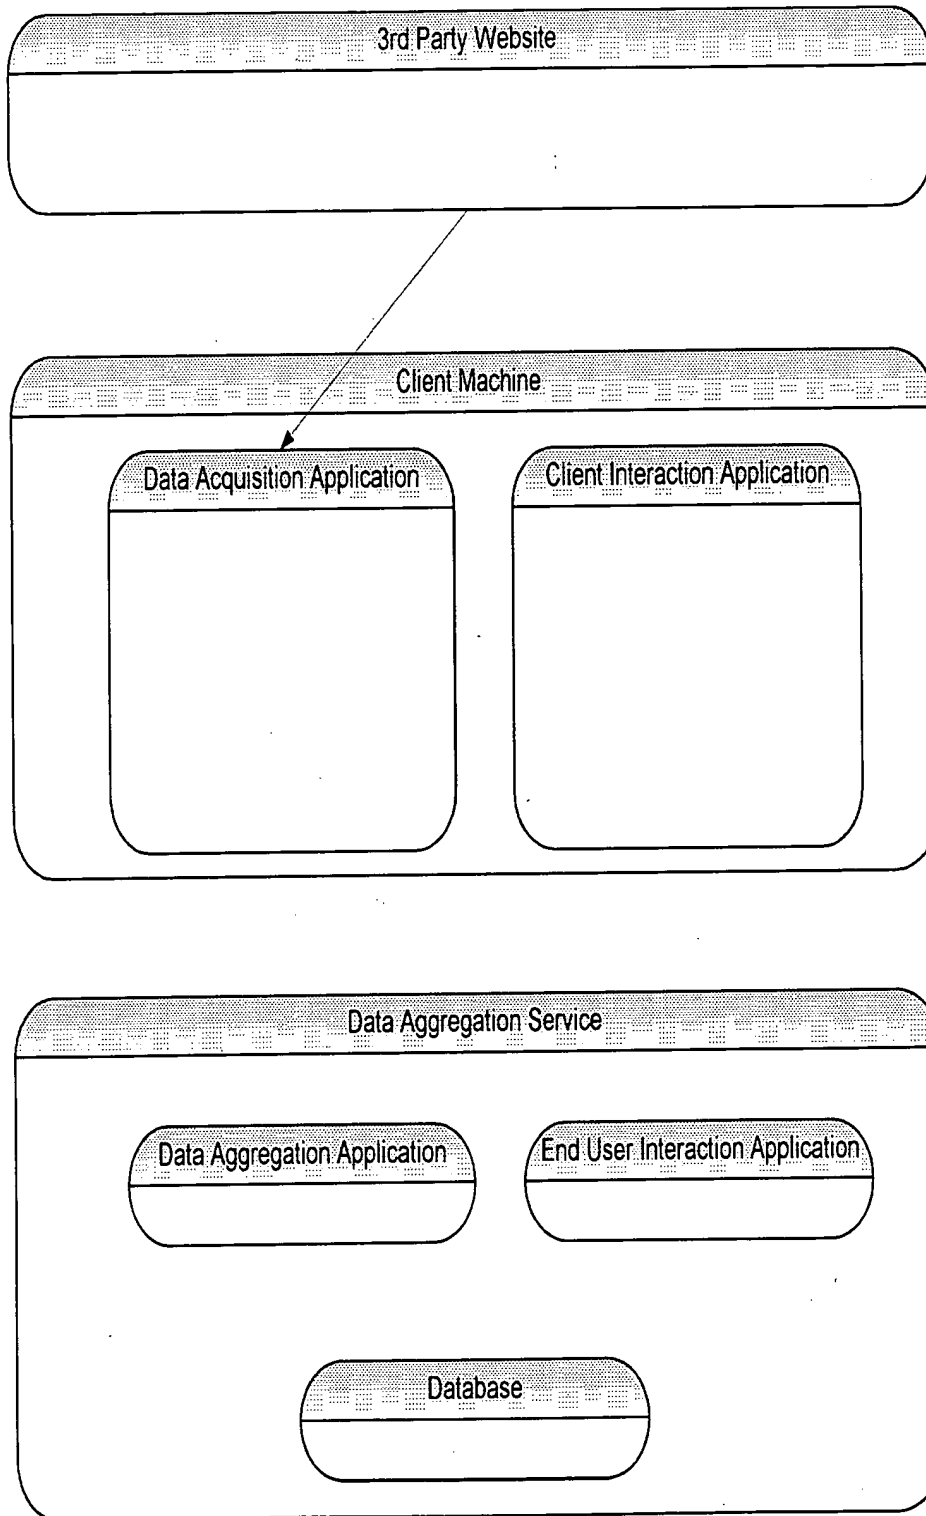 3rd Party Website
Client Machine
Data Acquisition Application
Client Interaction Application
Data Aggregation Service
Data Aggregation Application
End User Interaction Application
Database